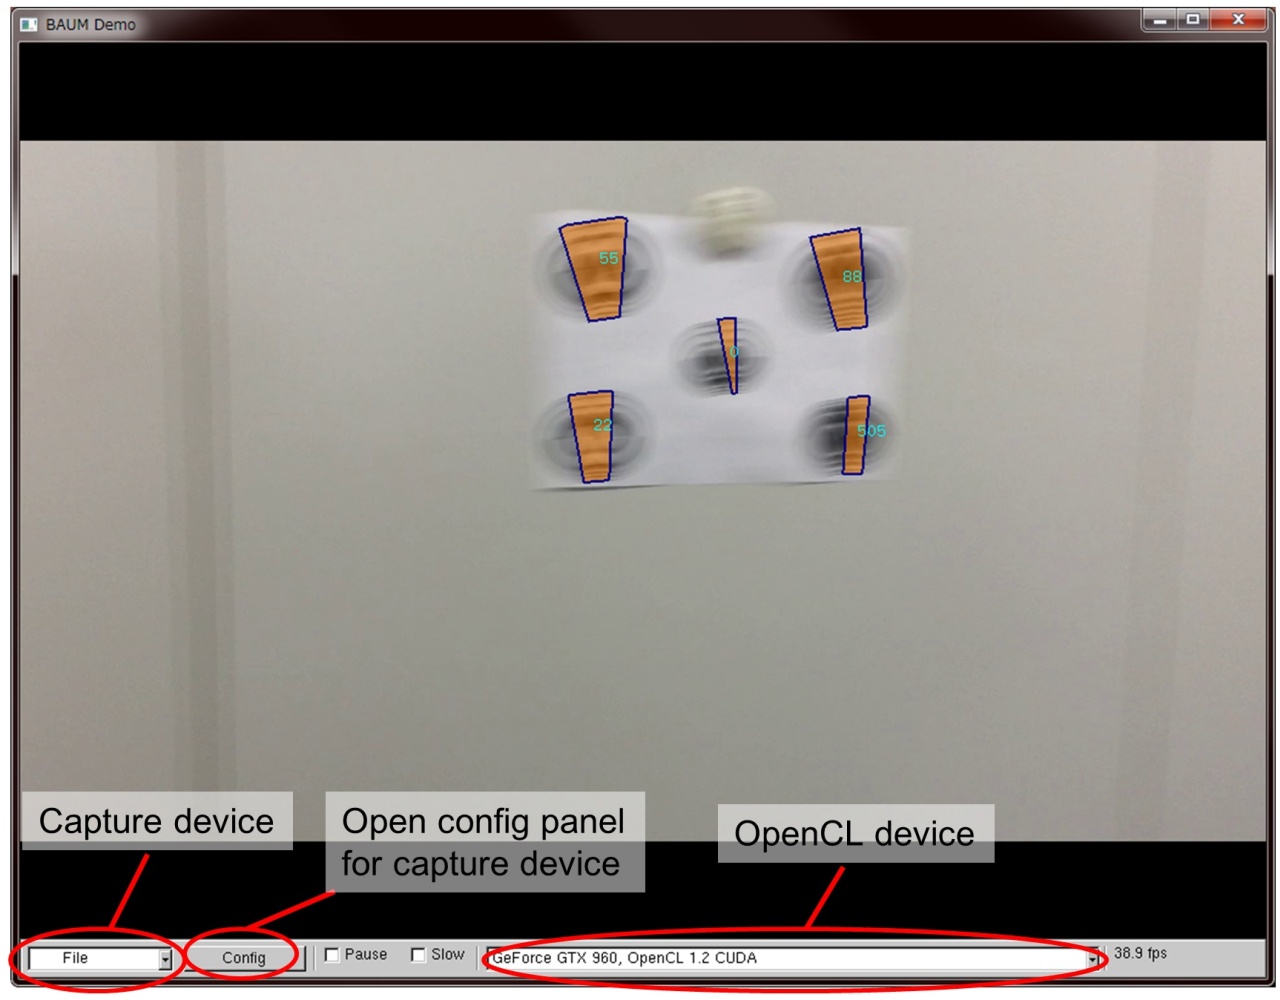 BAUM Demo
55
88
0
22
505
Capture device
Open config panel
for capture device
OpenCL device
File
Config
Pause
Slow
GeForce GTX 960, OpenCL 1.2 CUDA
38.9 fps